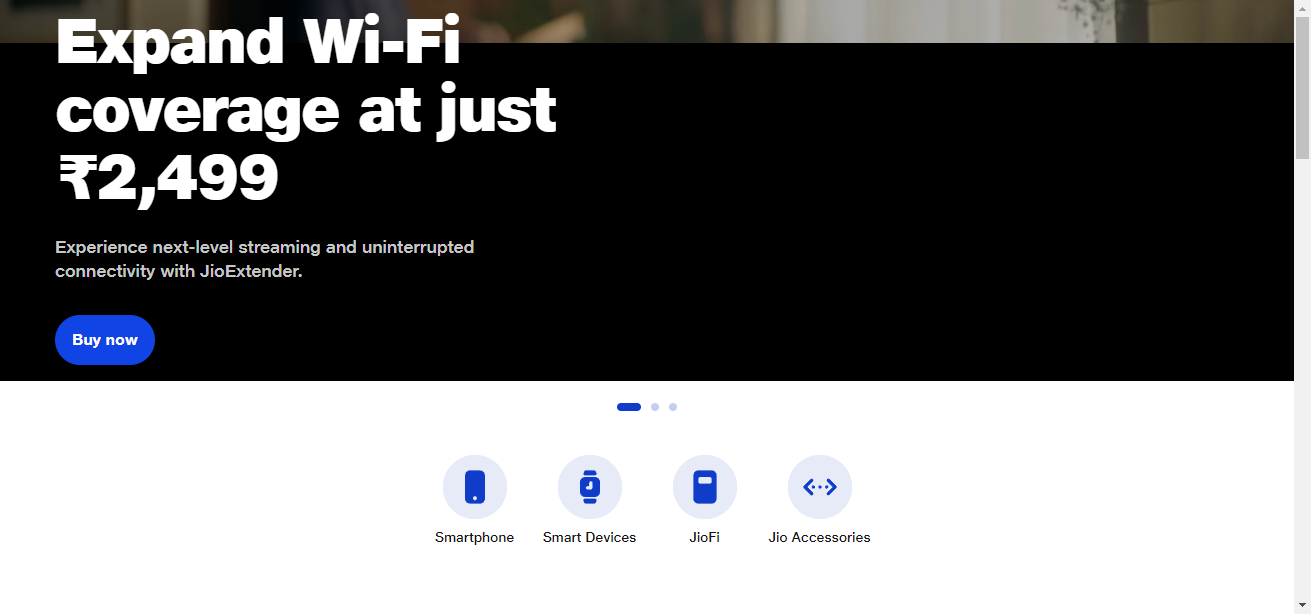 Expand Wi-Fi
coverage at just
₹2,499
Experience next-level streaming and uninterrupted
connectivity with JioExtender.
Buy now
Smartphone
Smart Devices
JioFi
Jio Accessories